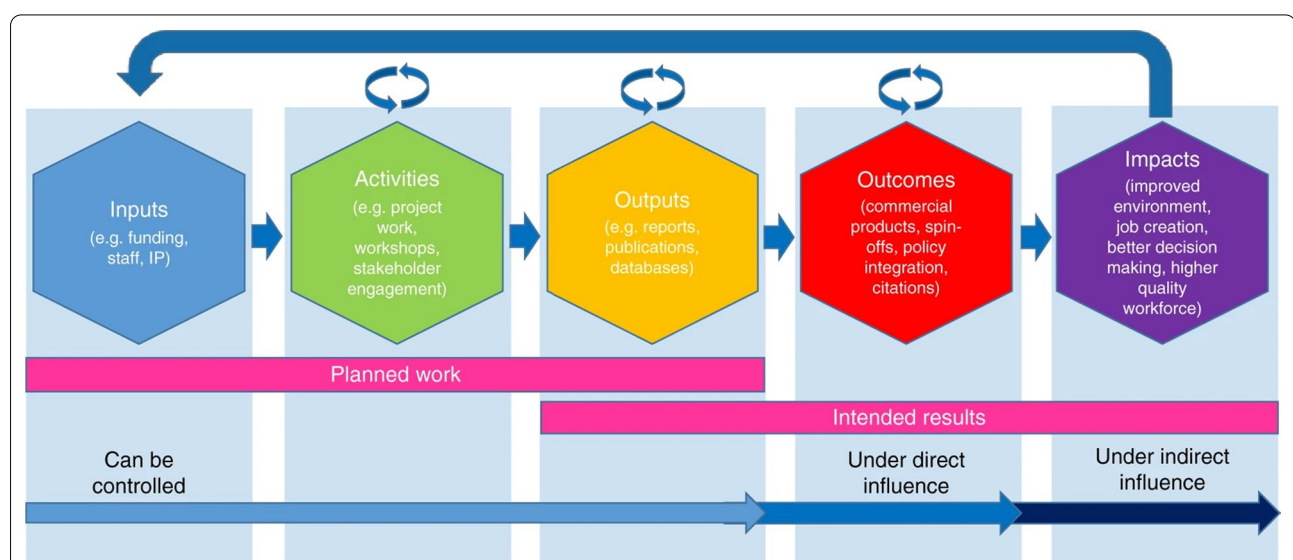 Inputs
(e.g. funding,
staff, IP)
Activities
(e.g. project
work,
workshops,
stakeholder
engagement)
Outputs
(e.g. reports,
publications,
databases)
Outcomes
(commercial
products, spin-
offs, policy
integration,
citations)
Impacts
(improved
environment,
job creation,
better decision
making, higher
quality
workforce)
Planned work
Intended results
Can be
controlled
Under direct
influence
Under indirect
influence